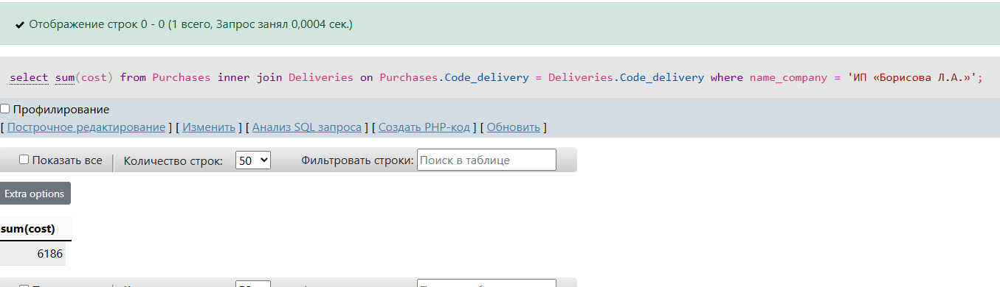 Отображение строк 0 - 0 (1 всего, Запрос занял 0,0004 сек.)
select sum(cost) from Purchases inner join Deliveries on Purchases.Code_delivery = Deliveries.Code_delivery where name_company = 'ИП «Борисова Л.А.»';
Профилирование
[ Построчное редактирование ] [ Изменить ] [ Анализ SQL запроса ] [ Создать PHP-код ] [ Обновить ]
Показать все Количество строк: 50 Фильтровать строки: Поиск в таблице
Extra options
sum(cost)
6186